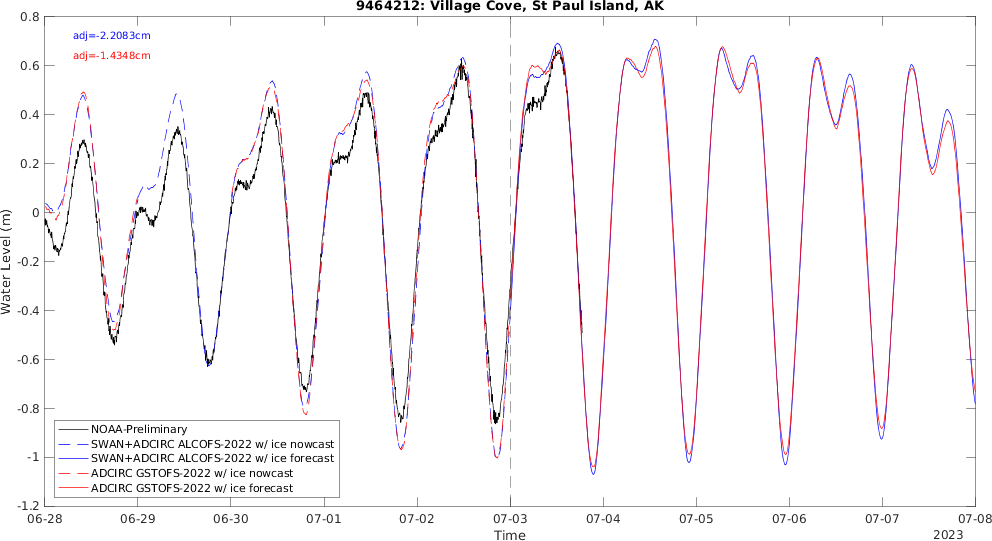 9464212: Village Cove, St Paul Island, AK
adj=-2.2083cm
adj=-1.4348cm
Water Level (m)
0.8
0.6
0.4
0.2
0
-0.2
-0.4
-0.6
-0.8
-1
-1.2
NOAA-Preliminary
SWAN+ADCIRC ALCOFS-2022 w/ ice nowcast
SWAN+ADCIRC ALCOFS-2022 w/ ice forecast
ADCIRC GSTOFS-2022 w/ ice nowcast
ADCIRC GSTOFS-2022 w/ ice forecast
06-28 06-29 06-30 07-01 07-02 07-03 07-04 07-05 07-06 07-07 07-08
Time
2023